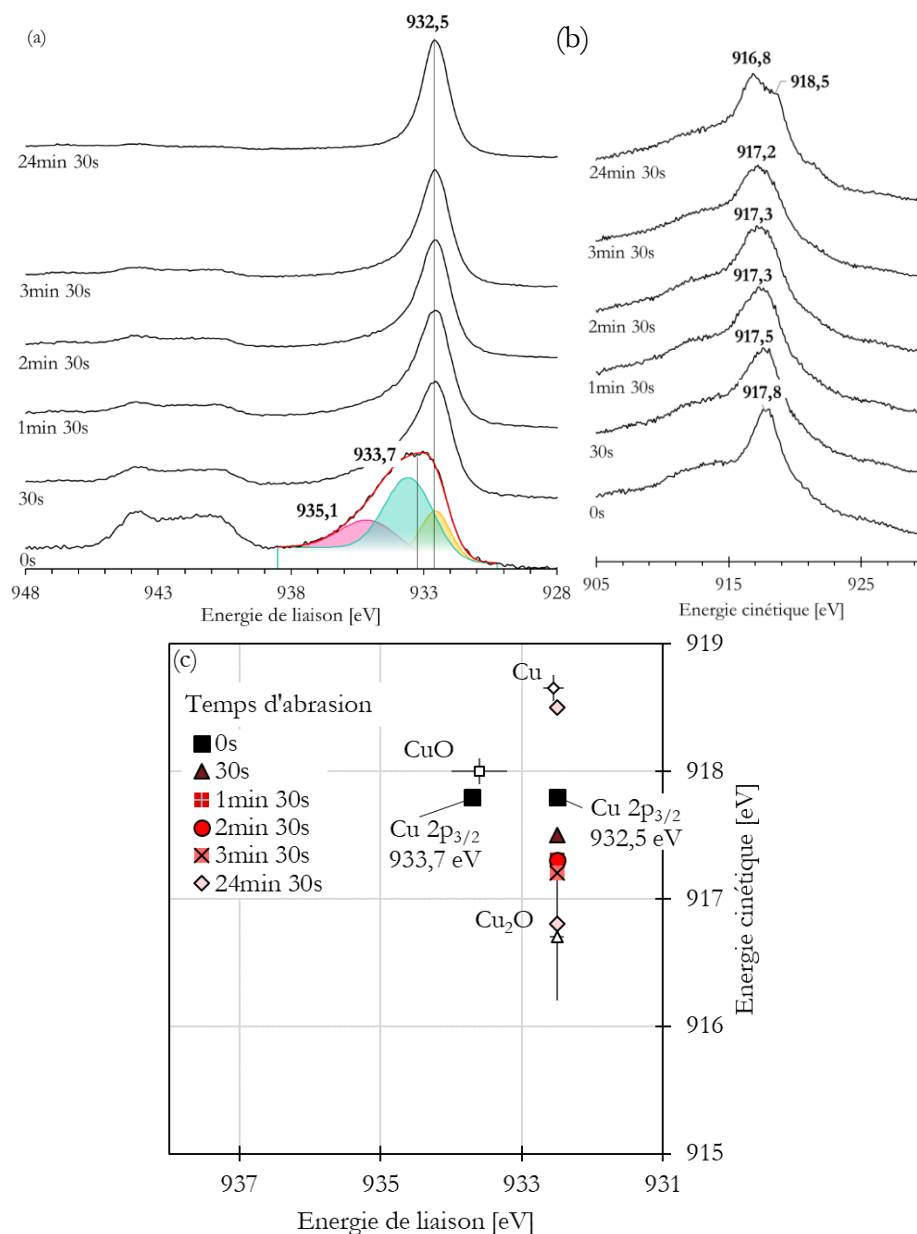 (a)
932,5
24min 30s
3min 30s
2min 30s
1min 30s
30s
933,7
935,1
0s
948 943 938 933 928
Energie de liaison [eV]
(b)
916,8
918,5
24min 30s
917,2
3min 30s
917,3
2min 30s
917,3
1min 30s
917,5
30s
917,8
0s
905 915 925
Energie cinétique [eV]
(c)
Temps d'abrasion
0s
30s
1min 30s
2min 30s
3min 30s
24min 30s
Cu
CuO
Cu 2p3/2
933,7 eV
Cu 2p3/2
932,5 eV
Cu2O
919
918
917
916
915
Energie cinétique [eV]
937 935 933 931
Energie de liaison [eV]